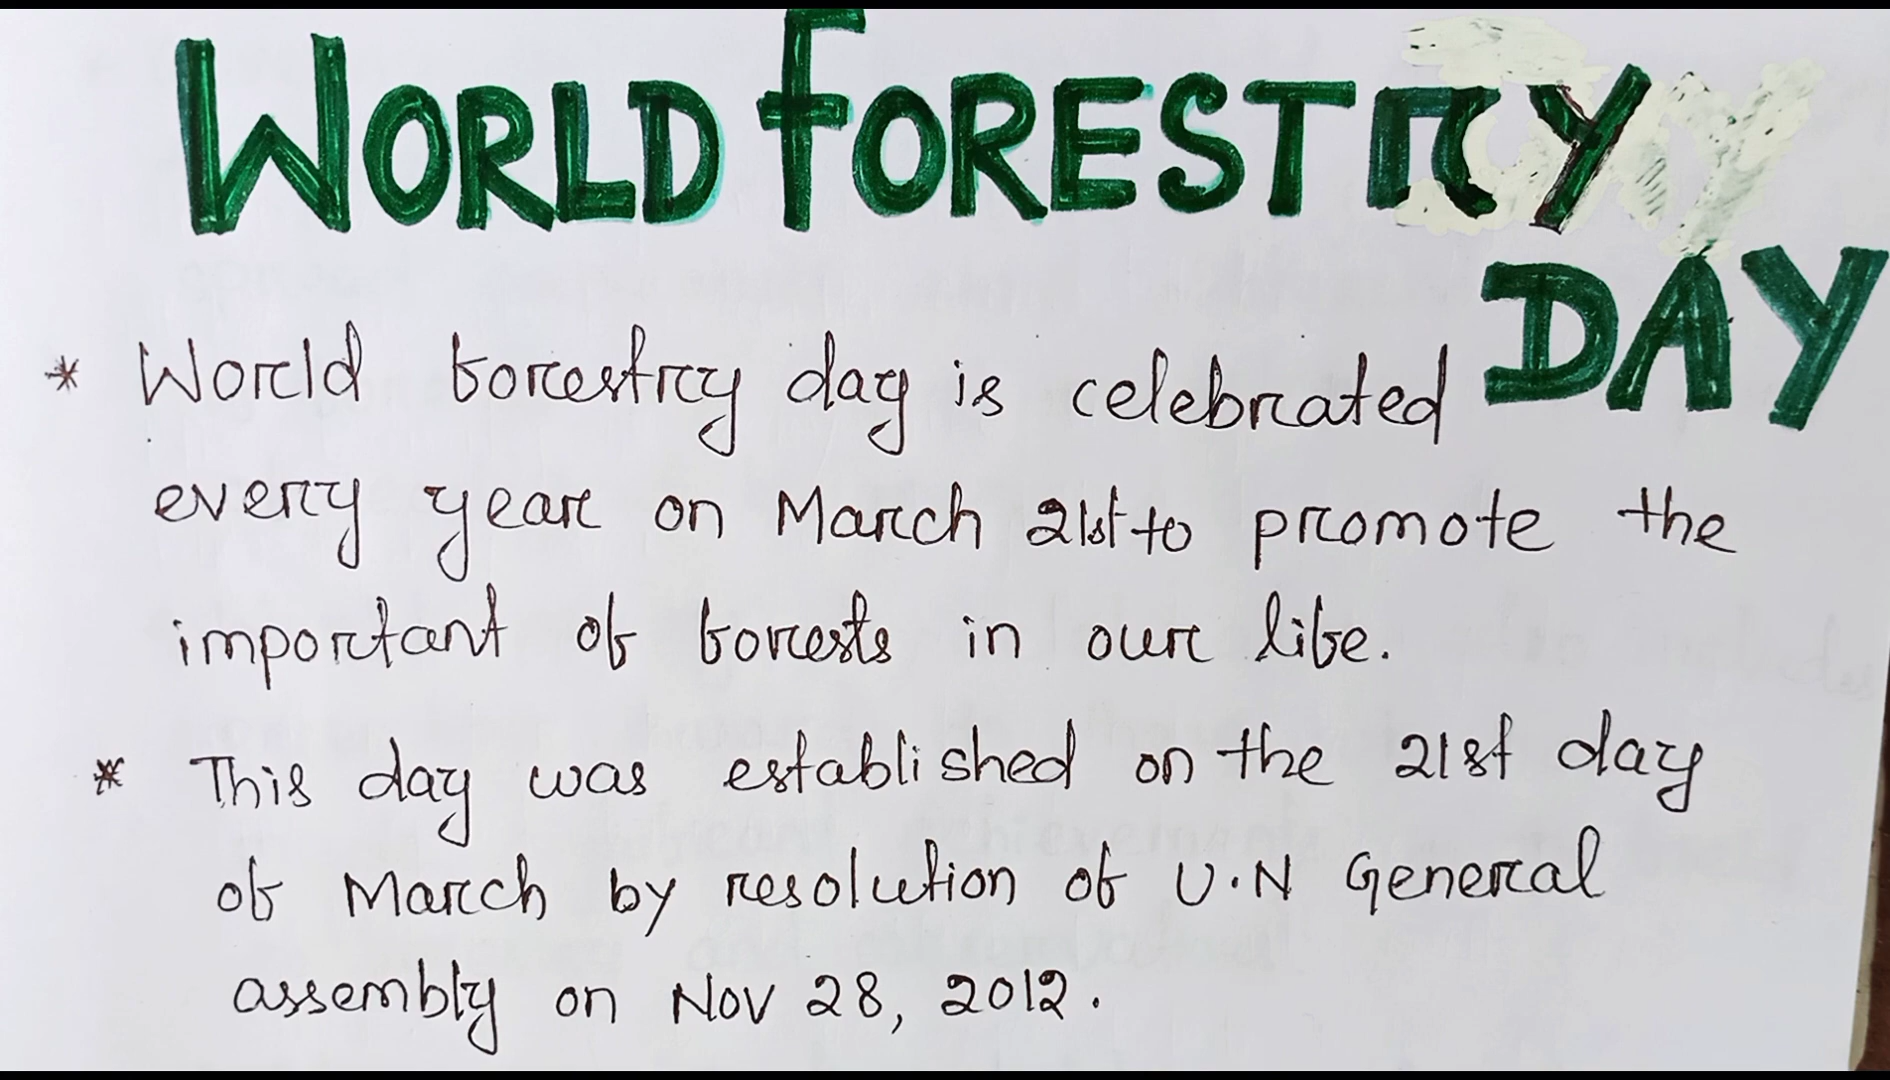 WORLD FORESTRY
DAY
* World forestry day is celebrated
every year on March 21st to promote the
important of forests in our life.
* This day was established on the 21st day
of March by resolution of U.N General
assembly on Nov 28, 2012.